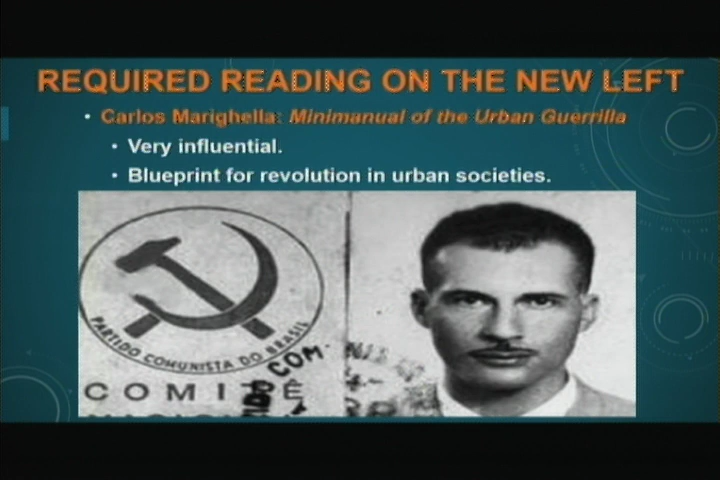 REQUIRED READING ON THE NEW LEFT
• Carlos Marighella: Minimanual of the Urban Guerrilla
• Very influential.
• Blueprint for revolution in urban societies.
PARTIDO COMUNISTA DO BRASIL
COM.
COMITÊ